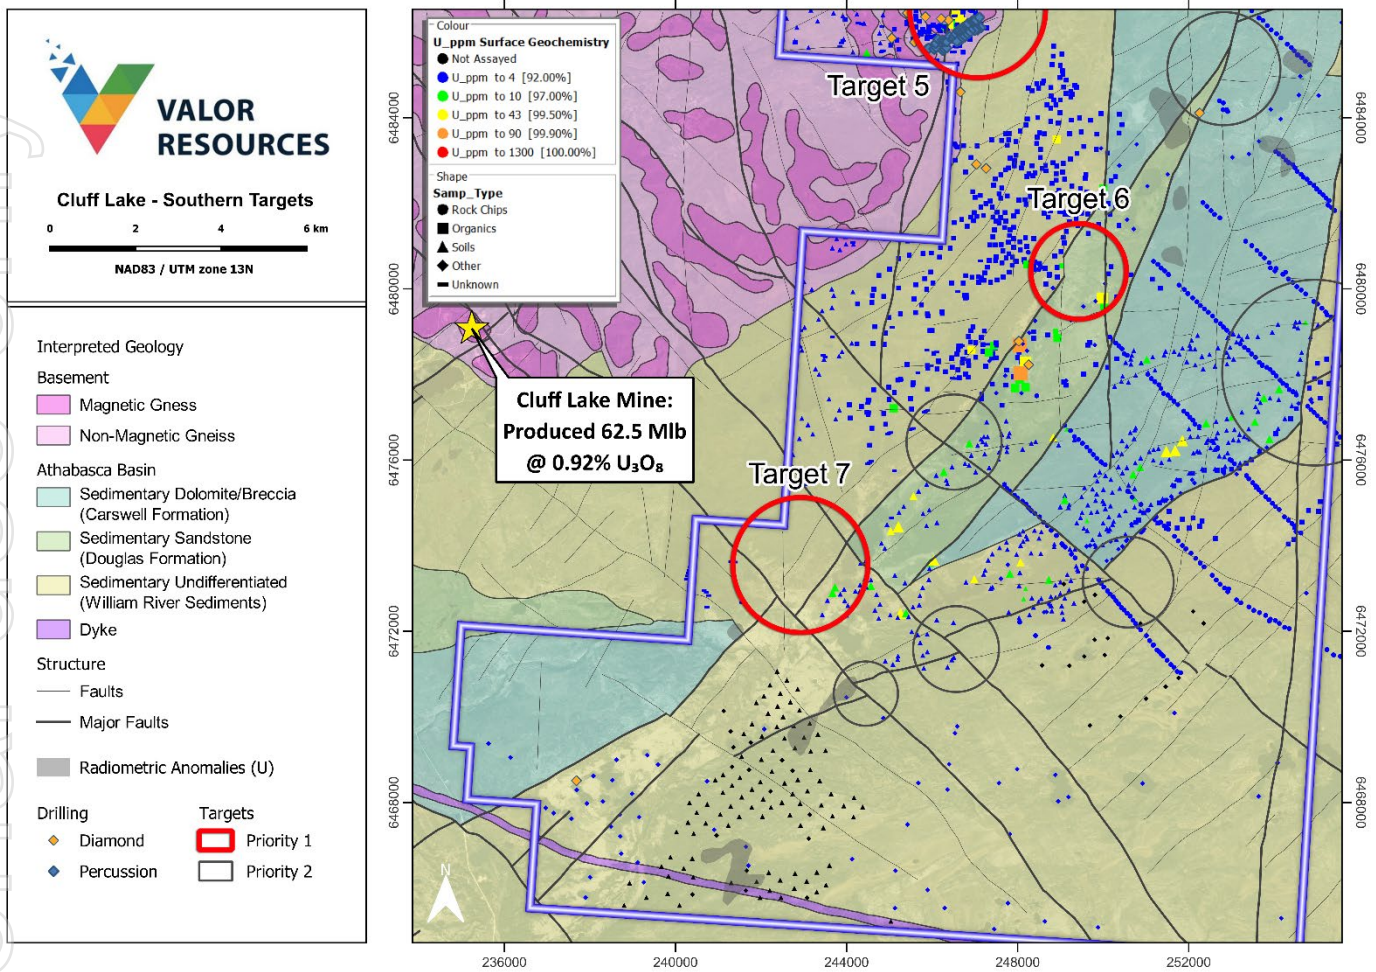 VALOR
RESOURCES
Cluff Lake - Southern Targets
0 2 4 6 km
NAD83 / UTM zone 13N
Interpreted Geology
Basement
Magnetic Gness
Non-Magnetic Gneiss
Athabasca Basin
Sedimentary Dolomite/Breccia
(Carswell Formation)
Sedimentary Sandstone
(Douglas Formation)
Sedimentary Undifferentiated
(William River Sediments)
Dyke
Structure
Faults
Major Faults
Radiometric Anomalies (U)
Drilling
Diamond
Percussion
Targets
Priority 1
Priority 2
Colour
U_ppm Surface Geochemistry
Not Assayed
U_ppm to 4 [92.00%]
U_ppm to 10 [97.00%]
U_ppm to 43 [99.50%]
U_ppm to 90 [99.90%]
U_ppm to 1300 [100.00%]
Shape
Samp_Type
Rock Chips
Organics
Soils
Other
Unknown
Target 5
Target 6
Target 7
Cluff Lake Mine:
Produced 62.5 Mlb
@ 0.92% U₃O₈
N
6484000
6480000
6476000
6472000
6468000
6484000
6480000
6476000
6472000
6468000
236000
240000
244000
248000
252000